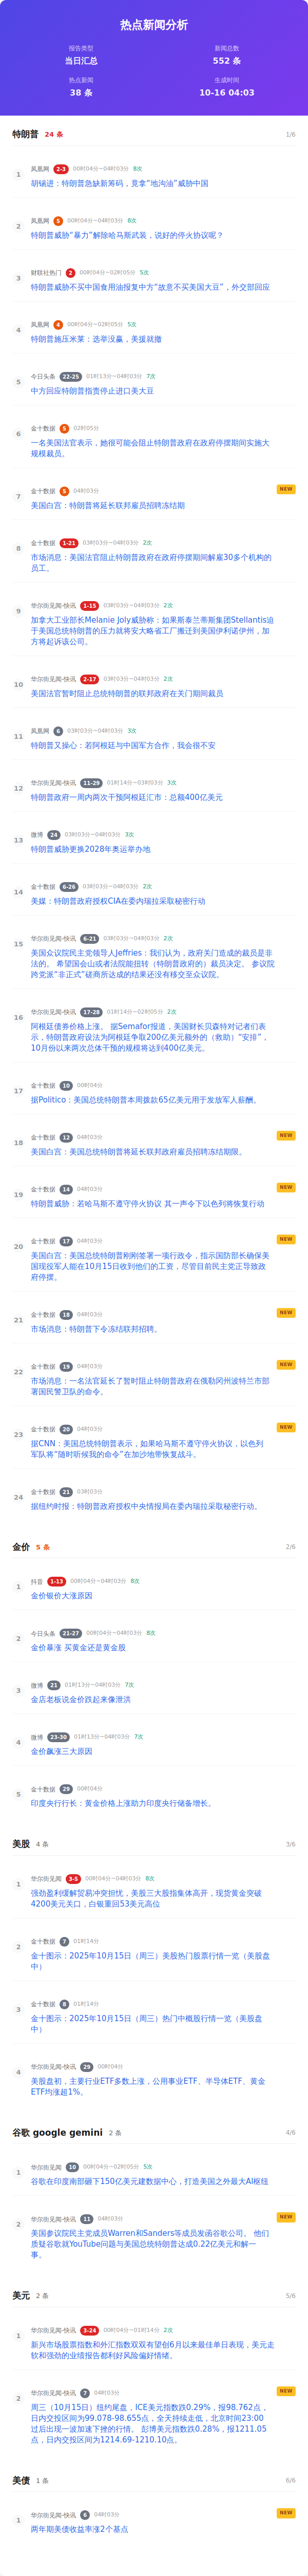 热点新闻分析
报告类型
当日汇总
新闻总数
552 条
热点新闻
38 条
生成时间
10-16 04:03
特朗普 24 条 1/6
1
凤凰网 2-3 00时04分~04时03分 8次
胡锡进：特朗普急缺新筹码，竟拿“地沟油”威胁中国
2
凤凰网 5 00时04分~04时03分 8次
特朗普威胁“暴力”解除哈马斯武装，说好的停火协议呢？
3
财联社热门 2 00时04分~02时05分 5次
特朗普威胁不买中国食用油报复中方“故意不买美国大豆”，外交部回应
4
凤凰网 4 00时04分~02时05分 5次
特朗普施压米莱：选举没赢，美援就撤
5
今日头条 22-25 01时13分~04时03分 7次
中方回应特朗普指责停止进口美大豆
6
金十数据 5 02时05分
一名美国法官表示，她很可能会阻止特朗普政府在政府停摆期间实施大
规模裁员。
7
金十数据 5 04时03分
NEW
美国白宫：特朗普将延长联邦雇员招聘冻结期
8
金十数据 1-21 03时03分~04时03分 2次
市场消息：美国法官阻止特朗普政府在政府停摆期间解雇30多个机构的
员工。
9
华尔街见闻-快讯 1-15 03时03分~04时03分 2次
加拿大工业部长Melanie Joly威胁称：如果斯泰兰蒂斯集团Stellantis迫
于美国总统特朗普的压力就将安大略省工厂搬迁到美国伊利诺伊州，加
方将起诉该公司。
10
华尔街见闻-快讯 2-17 03时03分~04时03分 2次
美国法官暂时阻止总统特朗普的联邦政府在关门期间裁员
11
凤凰网 6 03时03分~04时03分 3次
特朗普又操心：若阿根廷与中国军方合作，我会很不安
12
华尔街见闻-快讯 11-29 01时14分~03时03分 3次
特朗普政府一周内两次干预阿根廷汇市：总额400亿美元
13
微博 24 03时03分~04时03分 3次
特朗普威胁更换2028年奥运举办地
14
金十数据 6-26 03时03分~04时03分 2次
美媒：特朗普政府授权CIA在委内瑞拉采取秘密行动
15
华尔街见闻-快讯 6-21 03时03分~04时03分 2次
美国众议院民主党领导人Jeffries：我们认为，政府关门造成的裁员是非
法的。 希望国会山或者法院能扭转（特朗普政府的）裁员决定。 参议院
跨党派“非正式”磋商所达成的结果还没有移交至众议院。
16
华尔街见闻-快讯 17-28 01时14分~02时05分 2次
阿根廷债券价格上涨。 据Semafor报道，美国财长贝森特对记者们表
示，特朗普政府设法为阿根廷争取200亿美元额外的（救助）“安排”，
10月份以来两次总体干预的规模将达到400亿美元。
17
金十数据 10 00时04分
据Politico：美国总统特朗普本周拨款65亿美元用于发放军人薪酬。
18
金十数据 12 04时03分
NEW
美国白宫：美国总统特朗普将延长联邦政府雇员招聘冻结期限。
19
金十数据 14 04时03分
NEW
特朗普威胁：若哈马斯不遵守停火协议 其一声令下以色列将恢复行动
20
金十数据 17 04时03分
NEW
美国白宫：美国总统特朗普刚刚签署一项行政令，指示国防部长确保美
国现役军人能在10月15日收到他们的工资，尽管目前民主党正导致政
府停摆。
21
金十数据 18 04时03分
NEW
市场消息：特朗普下令冻结联邦招聘。
22
金十数据 19 04时03分
NEW
市场消息：一名法官延长了暂时阻止特朗普政府在俄勒冈州波特兰市部
署国民警卫队的命令。
23
金十数据 20 04时03分
NEW
据CNN：美国总统特朗普表示，如果哈马斯不遵守停火协议，以色列
军队将“随时听候我的命令”在加沙地带恢复战斗。
24
金十数据 21 03时03分
据纽约时报：特朗普政府授权中央情报局在委内瑞拉采取秘密行动。
金价 5 条 2/6
1
抖音 1-13 00时04分~04时03分 8次
金价银价大涨原因
2
今日头条 21-27 00时04分~04时03分 8次
金价暴涨 买黄金还是黄金股
3
微博 21 01时13分~04时03分 7次
金店老板说金价跌起来像泄洪
4
微博 23-30 01时13分~04时03分 7次
金价飙涨三大原因
5
金十数据 29 00时04分
印度央行行长：黄金价格上涨助力印度央行储备增长。
美股 4 条 3/6
1
华尔街见闻 3-5 00时04分~04时03分 8次
强劲盈利缓解贸易冲突担忧，美股三大股指集体高开，现货黄金突破
4200美元关口，白银重回53美元高位
2
金十数据 7 01时14分
金十图示：2025年10月15日（周三）美股热门股票行情一览（美股盘
中）
3
金十数据 8 01时14分
金十图示：2025年10月15日（周三）热门中概股行情一览（美股盘
中）
4
华尔街见闻-快讯 29 00时04分
美股盘初，主要行业ETF多数上涨，公用事业ETF、半导体ETF、黄金
ETF均涨超1%。
谷歌 google gemini 2 条 4/6
1
华尔街见闻 10 00时04分~02时05分 5次
谷歌在印度南部砸下150亿美元建数据中心，打造美国之外最大AI枢纽
2
华尔街见闻-快讯 11 04时03分
NEW
美国参议院民主党成员Warren和Sanders等成员发函谷歌公司。 他们
质疑谷歌就YouTube问题与美国总统特朗普达成0.22亿美元和解一
事。
美元 2 条 5/6
1
华尔街见闻-快讯 3-24 00时04分~01时14分 2次
新兴市场股票指数和外汇指数双双有望创6月以来最佳单日表现，美元走
软和强劲的业绩报告都利好风险偏好情绪。
2
华尔街见闻-快讯 7 04时03分
NEW
周三（10月15日）纽约尾盘，ICE美元指数跌0.29%，报98.762点，
日内交投区间为99.078-98.655点，全天持续走低，北京时间23:00
过后出现一波加速下挫的行情。 彭博美元指数跌0.28%，报1211.05
点，日内交投区间为1214.69-1210.10点。
美债 1 条 6/6
1
华尔街见闻-快讯 6 04时03分
NEW
两年期美债收益率涨2个基点